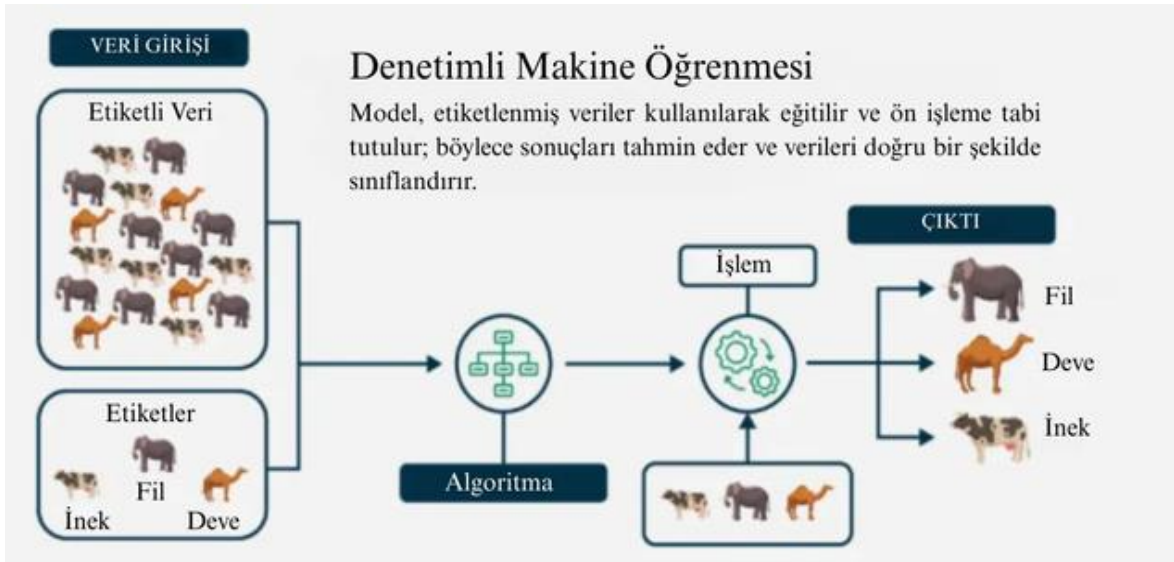 VERİ GİRİŞİ
Etiketli Veri
Denetimli Makine Öğrenmesi
Model, etiketlenmiş veriler kullanılarak eğitilir ve ön işleme tabi
tutulur; böylece sonuçları tahmin eder ve verileri doğru bir şekilde
sınıflandırır.
Etiketler
Fil
İnek
Deve
Algoritma
İşlem
ÇIKTI
Fil
Deve
İnek